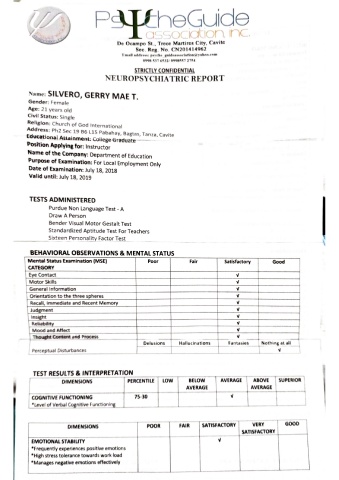 PsycheGuide
association, inc.
De Ocampo St., Trece Martires City, Cavite
Sec. Reg. No. CN201414962
STRICTLY CONFIDENTIAL
NEUROPSYCHIATRIC REPORT
Name: SILVERO, GERRY MAE T.
Gender: Female
Age: 21 years old
Civil Status: Single
Religion: Church of God International
Address: Ph2 Sec 19 B6 L15 Pabahay, Bagtas, Tanza, Cavite
Educational Attainment: College Graduate
Position Applying for: Instructor
Name of the Company: Department of Education
Purpose of Examination: For Local Employment Only
Date of Examination: July 18, 2018
Valid until: July 18, 2019
TESTS ADMINISTERED
Purdue Non Language Test - A
Draw A Person
Bender Visual Motor Gestalt Test
Standardized Aptitude Test For Teachers
Sixteen Personality Factor Test
BEHAVIORAL OBSERVATIONS & MENTAL STATUS
Mental Status Examination (MSE) Poor Fair Satisfactory Good
CATEGORY
Eye Contact √
Motor Skills √
General Information √
Orientation to the three spheres √
Recall, Immediate and Recent Memory √
Judgment √
Insight √
Reliability √
Mood and Affect √
Thought Content and Process √
Delusions Hallucinations Fantasies Nothing at all
Perceptual Disturbances √
TEST RESULTS & INTERPRETATION
DIMENSIONS PERCENTILE LOW BELOW AVERAGE AVERAGE ABOVE AVERAGE SUPERIOR
COGNITIVE FUNCTIONING 75-30 √
*Level of Verbal Cognitive Functioning
DIMENSIONS POOR FAIR SATISFACTORY VERY SATISFACTORY GOOD
EMOTIONAL STABILITY √
*Frequently experiences positive emotions
*High stress tolerance towards work load
*Manages negative emotions effectively